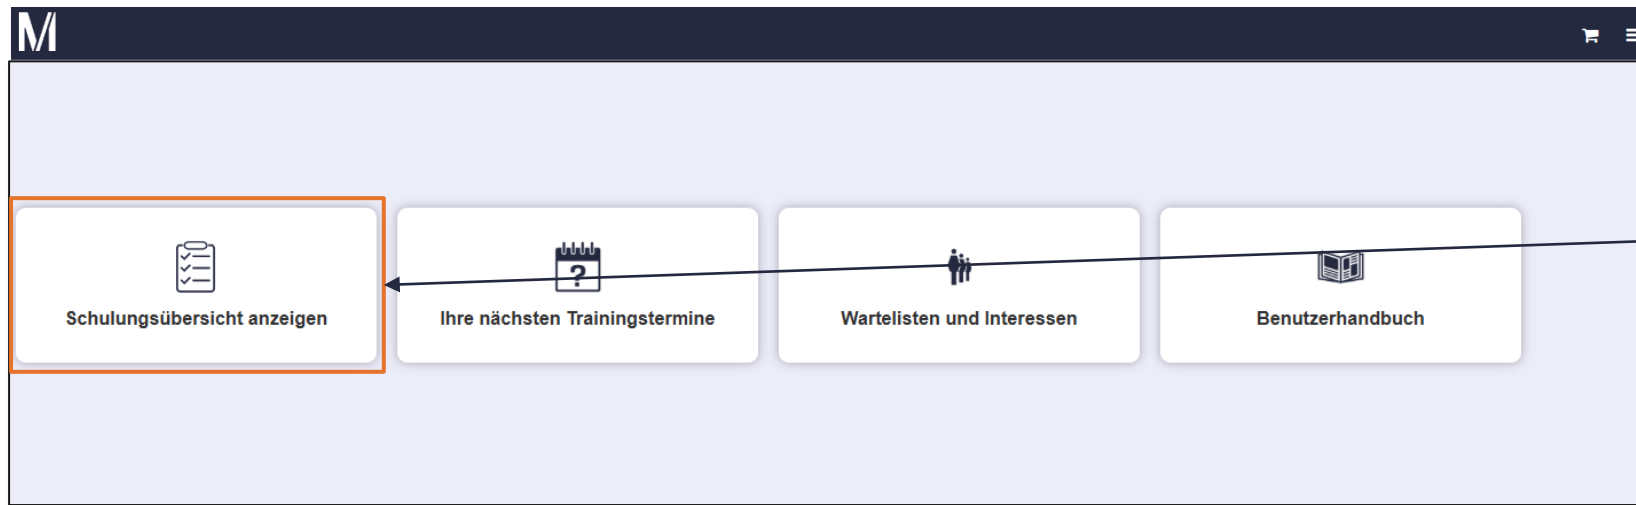 Schulungsübersicht anzeigen
Ihre nächsten Trainingstermine
Wartelisten und Interessen
Benutzerhandbuch